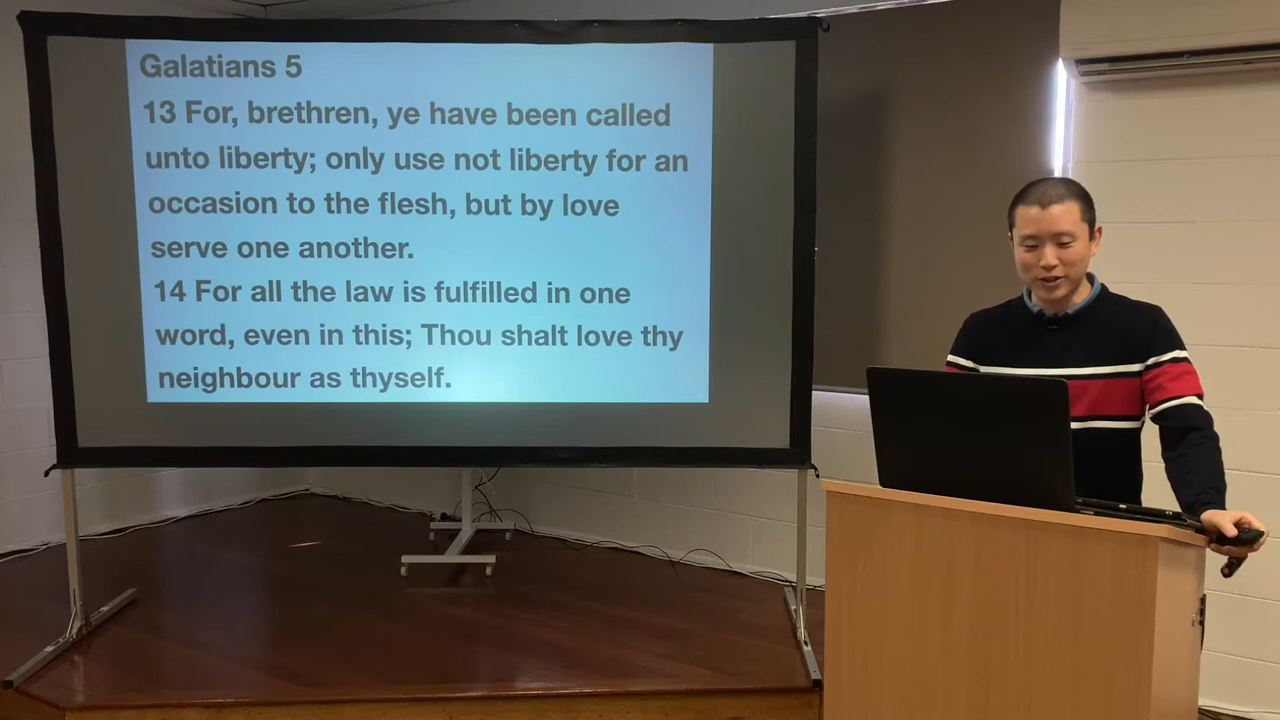 Galatians 5
13 For, brethren, ye have been called
unto liberty; only use not liberty for an
occasion to the flesh, but by love
serve one another.
14 For all the law is fulfilled in one
word, even in this; Thou shalt love thy
neighbour as thyself.